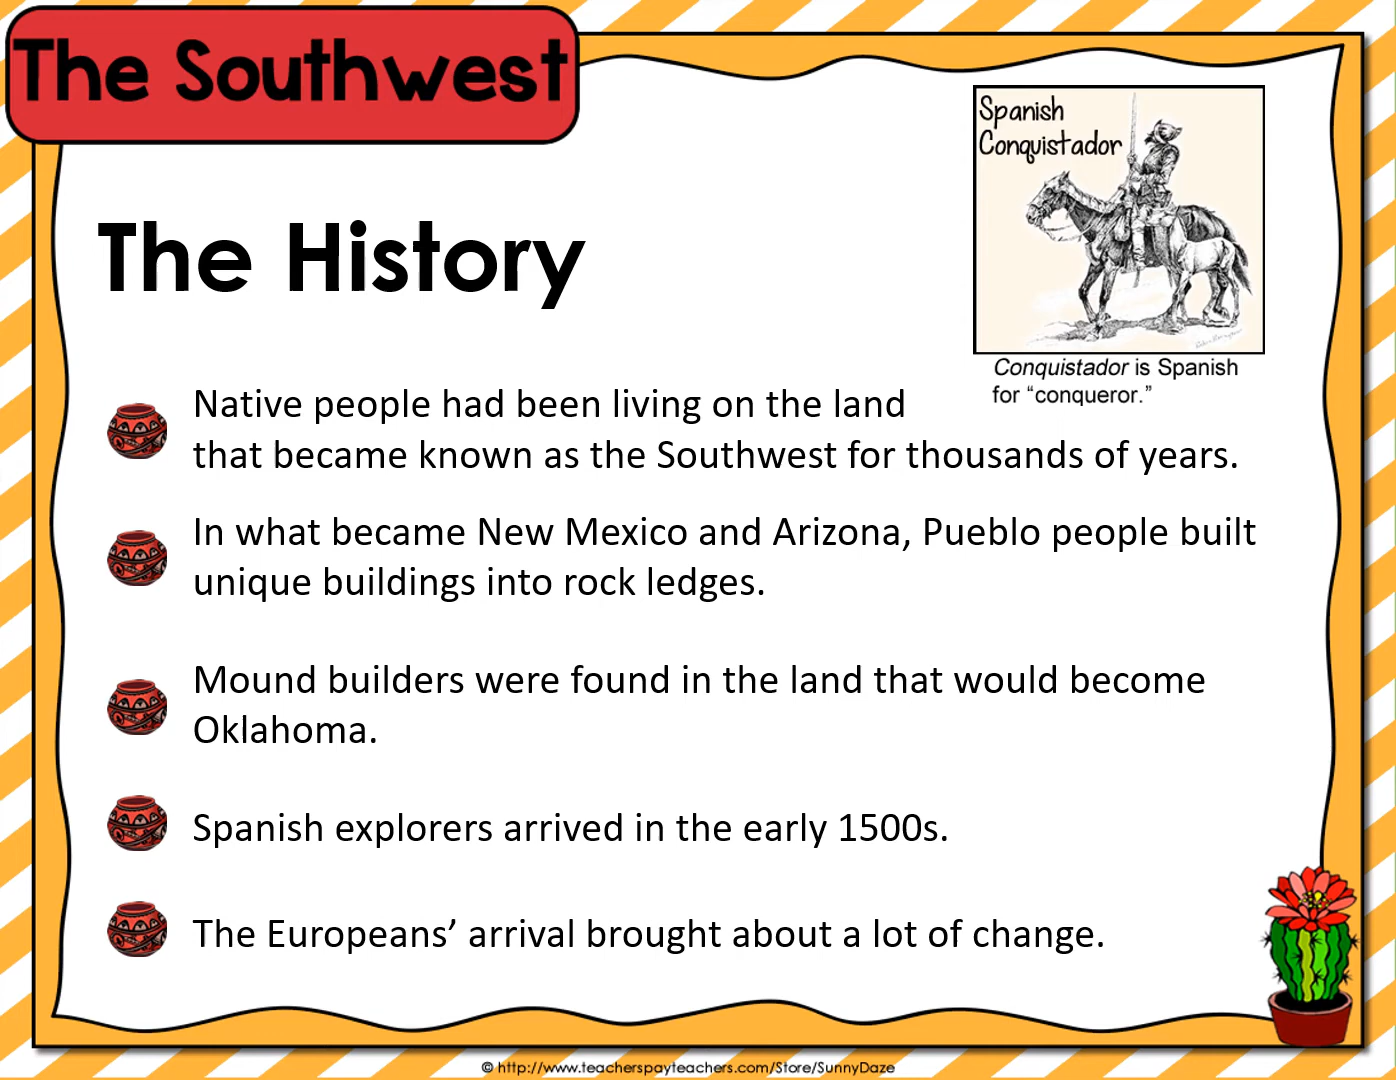 The Southwest
Spanish
Conquistador
The History
Conquistador is Spanish
for “conqueror.”
Native people had been living on the land
that became known as the Southwest for thousands of years.
In what became New Mexico and Arizona, Pueblo people built
unique buildings into rock ledges.
Mound builders were found in the land that would become
Oklahoma.
Spanish explorers arrived in the early 1500s.
The Europeans’ arrival brought about a lot of change.
© http://www.teacherspayteachers.com/Store/SunnyDaze